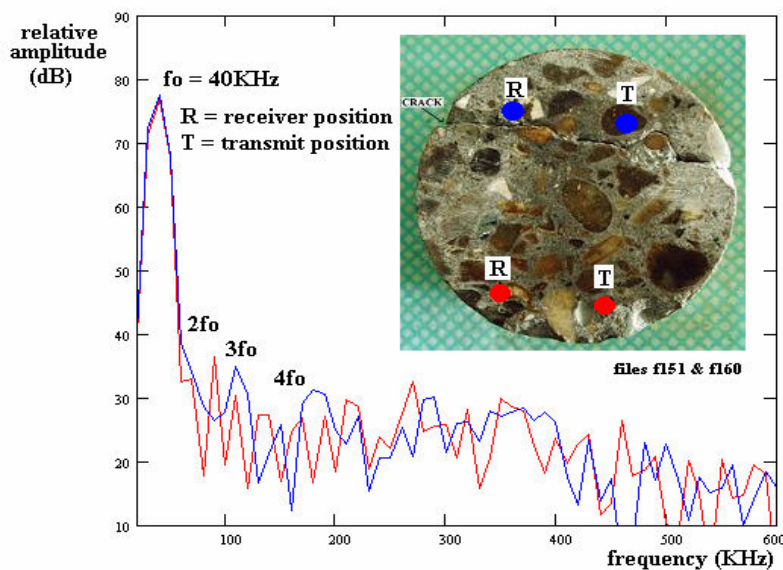 relative
amplitude
(dB)
90
80
70
60
50
40
30
20
10
fo = 40KHz
R = receiver position
T = transmit position
CRACK
R
T
R
T
files f151 & f160
2fo
3fo
4fo
100
200
300
400
500
600
frequency (KHz)